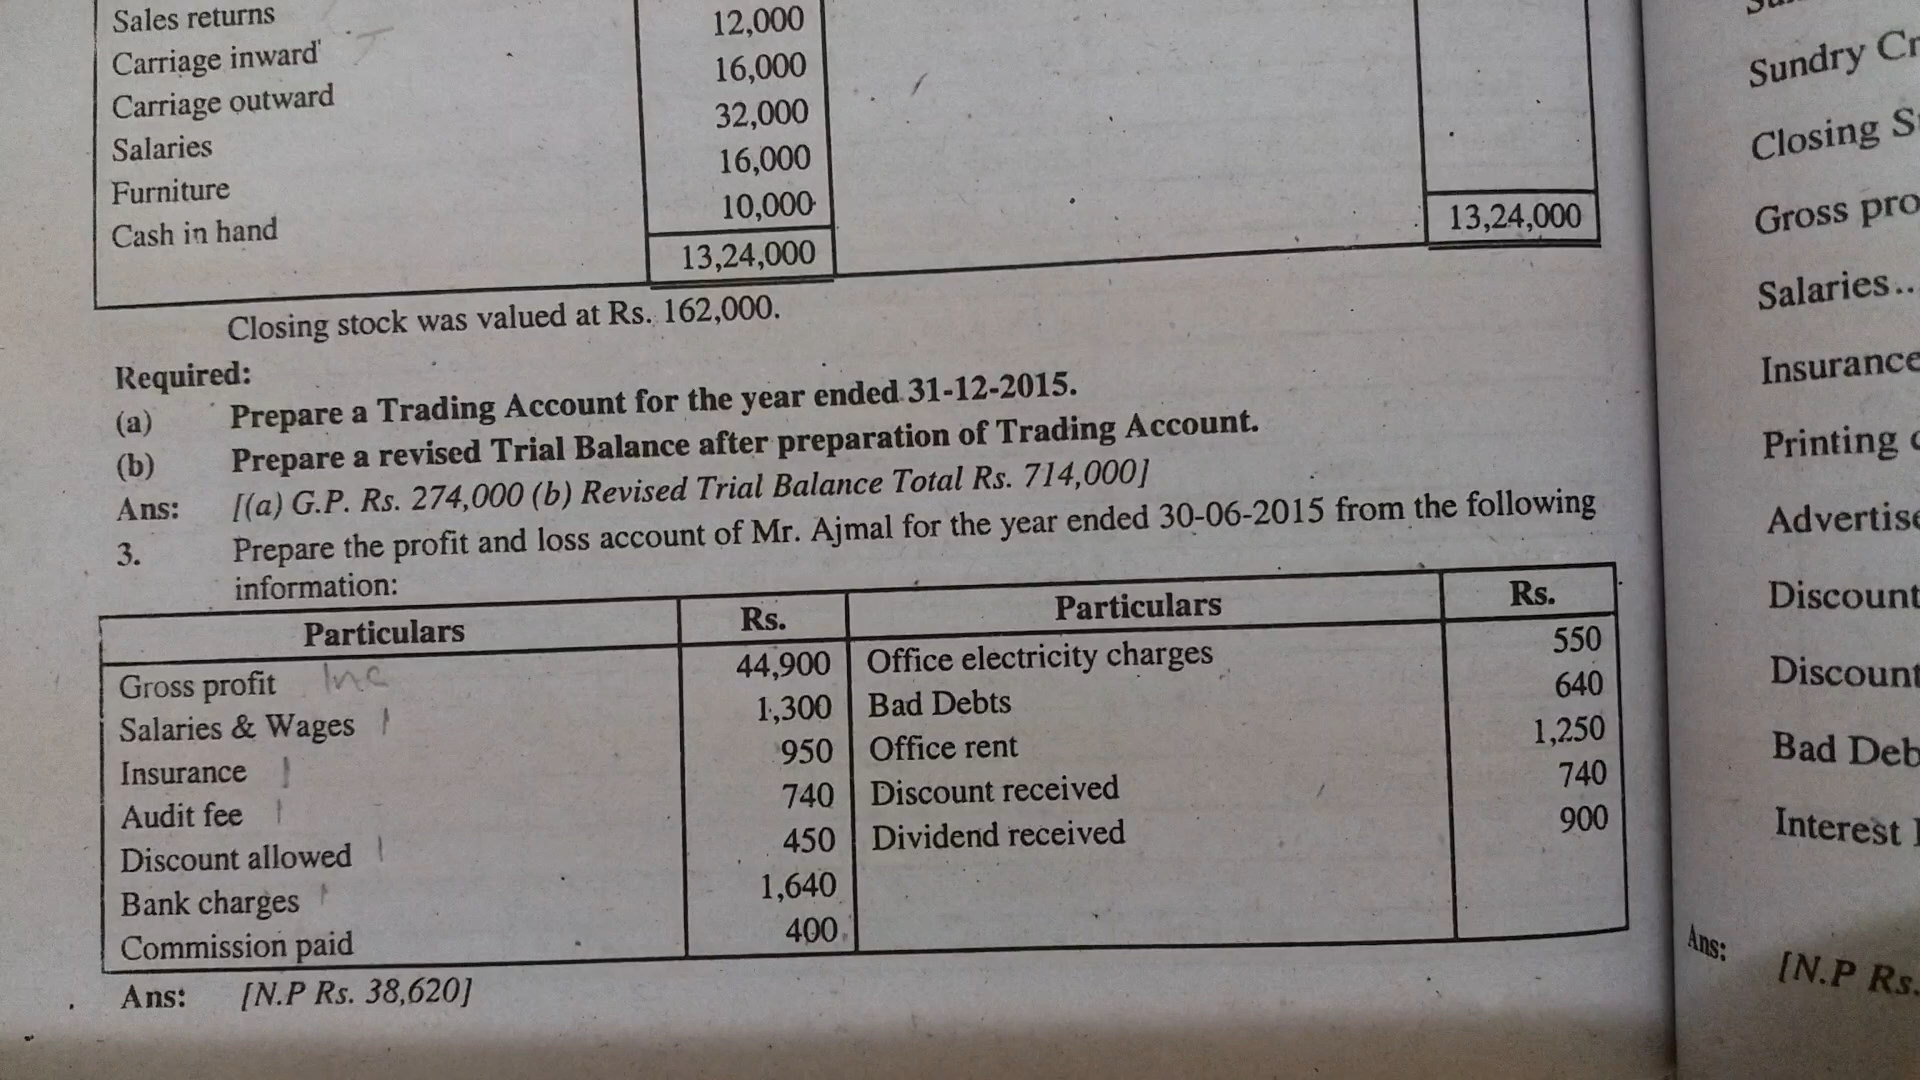 Sales returns 12,000
Carriage inward 16,000
Carriage outward 32,000
Salaries 16,000
Furniture 10,000
Cash in hand 13,24,000 13,24,000
Closing stock was valued at Rs. 162,000.
Required:
(a) Prepare a Trading Account for the year ended 31-12-2015.
(b) Prepare a revised Trial Balance after preparation of Trading Account.
Ans: [(a) G.P. Rs. 274,000 (b) Revised Trial Balance Total Rs. 714,000]
3. Prepare the profit and loss account of Mr. Ajmal for the year ended 30-06-2015 from the following
information:
Particulars Rs. Particulars Rs.
Gross profit Inc 44,900 Office electricity charges 550
Salaries & Wages 1,300 Bad Debts 640
Insurance 950 Office rent 1,250
Audit fee 740 Discount received 740
Discount allowed 450 Dividend received 900
Bank charges 1,640
Commission paid 400
Ans: [N.P Rs. 38,620]
Sundry Cr
Closing S
Gross pro
Salaries..
Insurance
Printing
Advertise
Discount
Discount
Bad Deb
Interest
Ans: [N.P Rs.